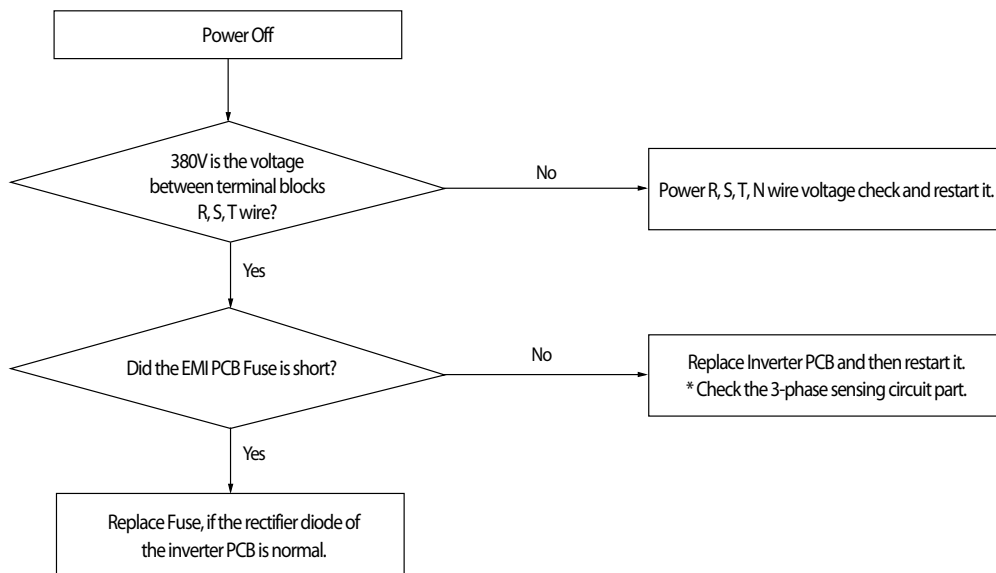 Power Off
380V is the voltage
between terminal blocks
R, S, T wire?
No
Power R, S, T, N wire voltage check and restart it.
Yes
Did the EMI PCB Fuse is short?
No
Replace Inverter PCB and then restart it.
* Check the 3-phase sensing circuit part.
Yes
Replace Fuse, if the rectifier diode of
the inverter PCB is normal.